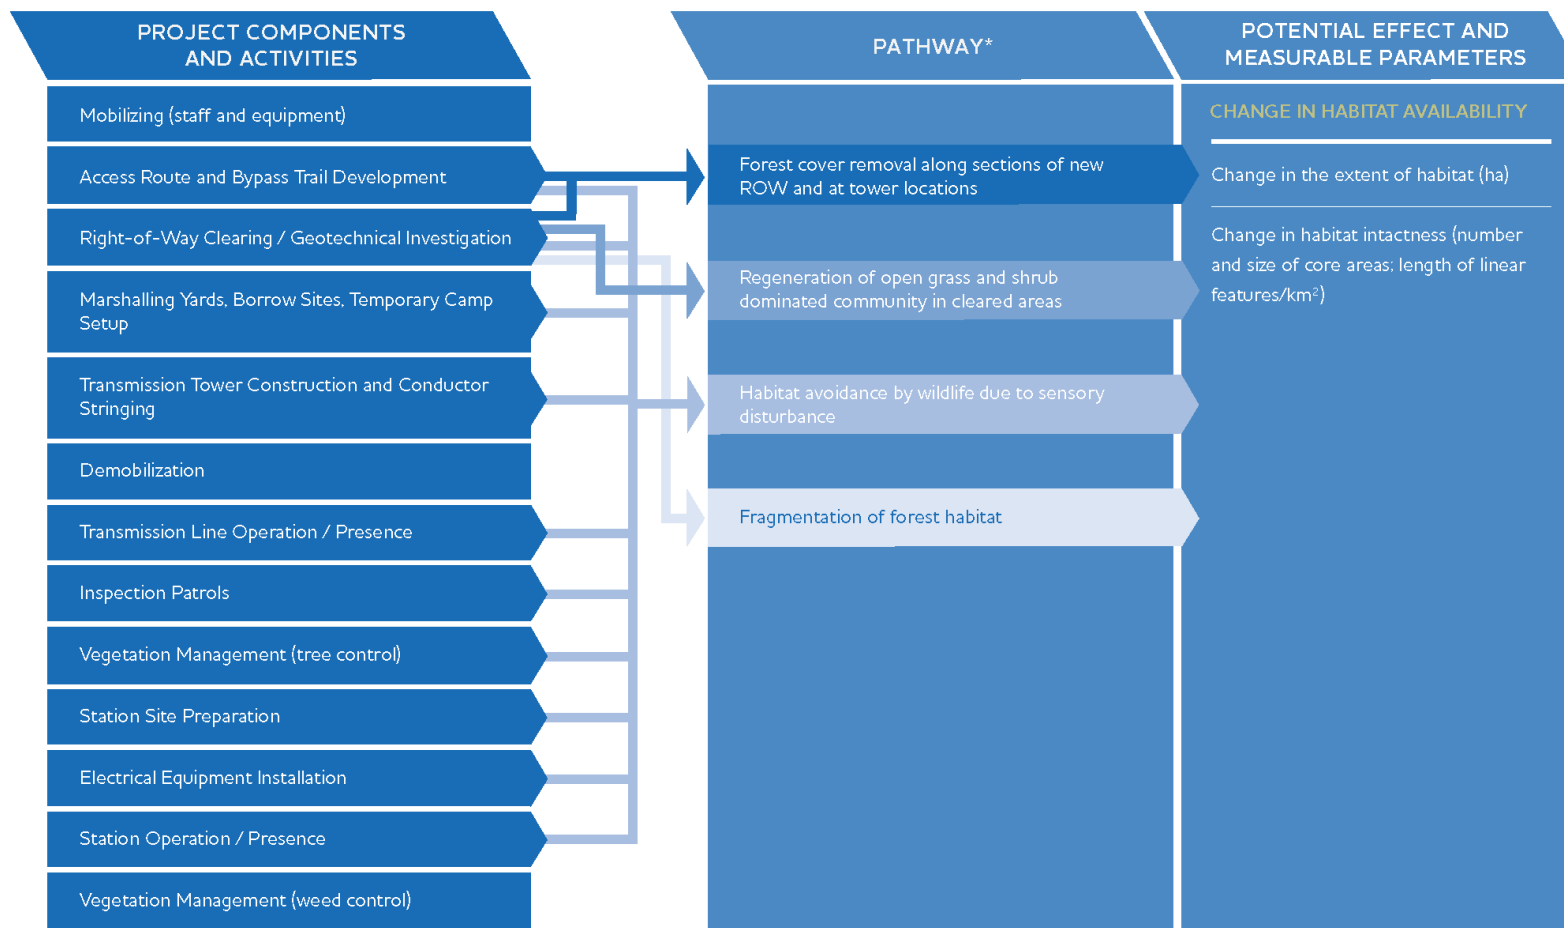 PROJECT COMPONENTS
AND ACTIVITIES
Mobilizing (staff and equipment)
Access Route and Bypass Trail Development
Right-of-Way Clearing / Geotechnical Investigation
Marshalling Yards, Borrow Sites, Temporary Camp
Setup
Transmission Tower Construction and Conductor
Stringing
Demobilization
Transmission Line Operation / Presence
Inspection Patrols
Vegetation Management (tree control)
Station Site Preparation
Electrical Equipment Installation
Station Operation / Presence
Vegetation Management (weed control)
PATHWAY*
Forest cover removal along sections of new
ROW and at tower locations
Regeneration of open grass and shrub
dominated community in cleared areas
Habitat avoidance by wildlife due to sensory
disturbance
Fragmentation of forest habitat
POTENTIAL EFFECT AND
MEASURABLE PARAMETERS
CHANGE IN HABITAT AVAILABILITY
Change in the extent of habitat (ha)
Change in habitat intactness (number
and size of core areas; length of linear
features/km²)